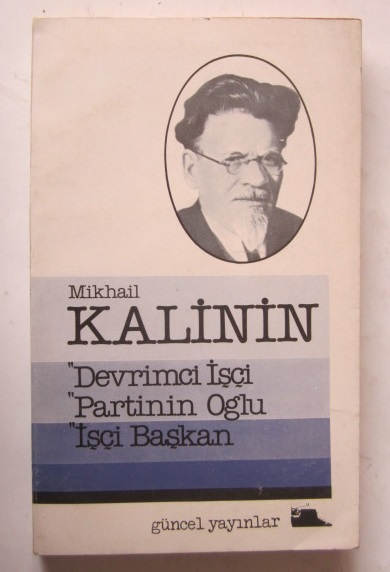 Mikhail
KALİNİN
"Devrimci İşçi
"Partinin Oglu
"İşçi Başkan
güncel yayınlar